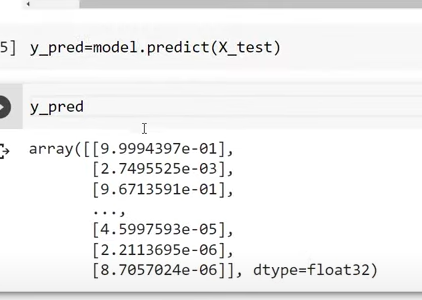 5] y_pred=model.predict(X_test)
y_pred
array([[9.9994397e-01],
[2.7495525e-03],
[9.6713591e-01],
...,
[4.5997593e-05],
[2.2113695e-06],
[8.7057024e-06]], dtype=float32)